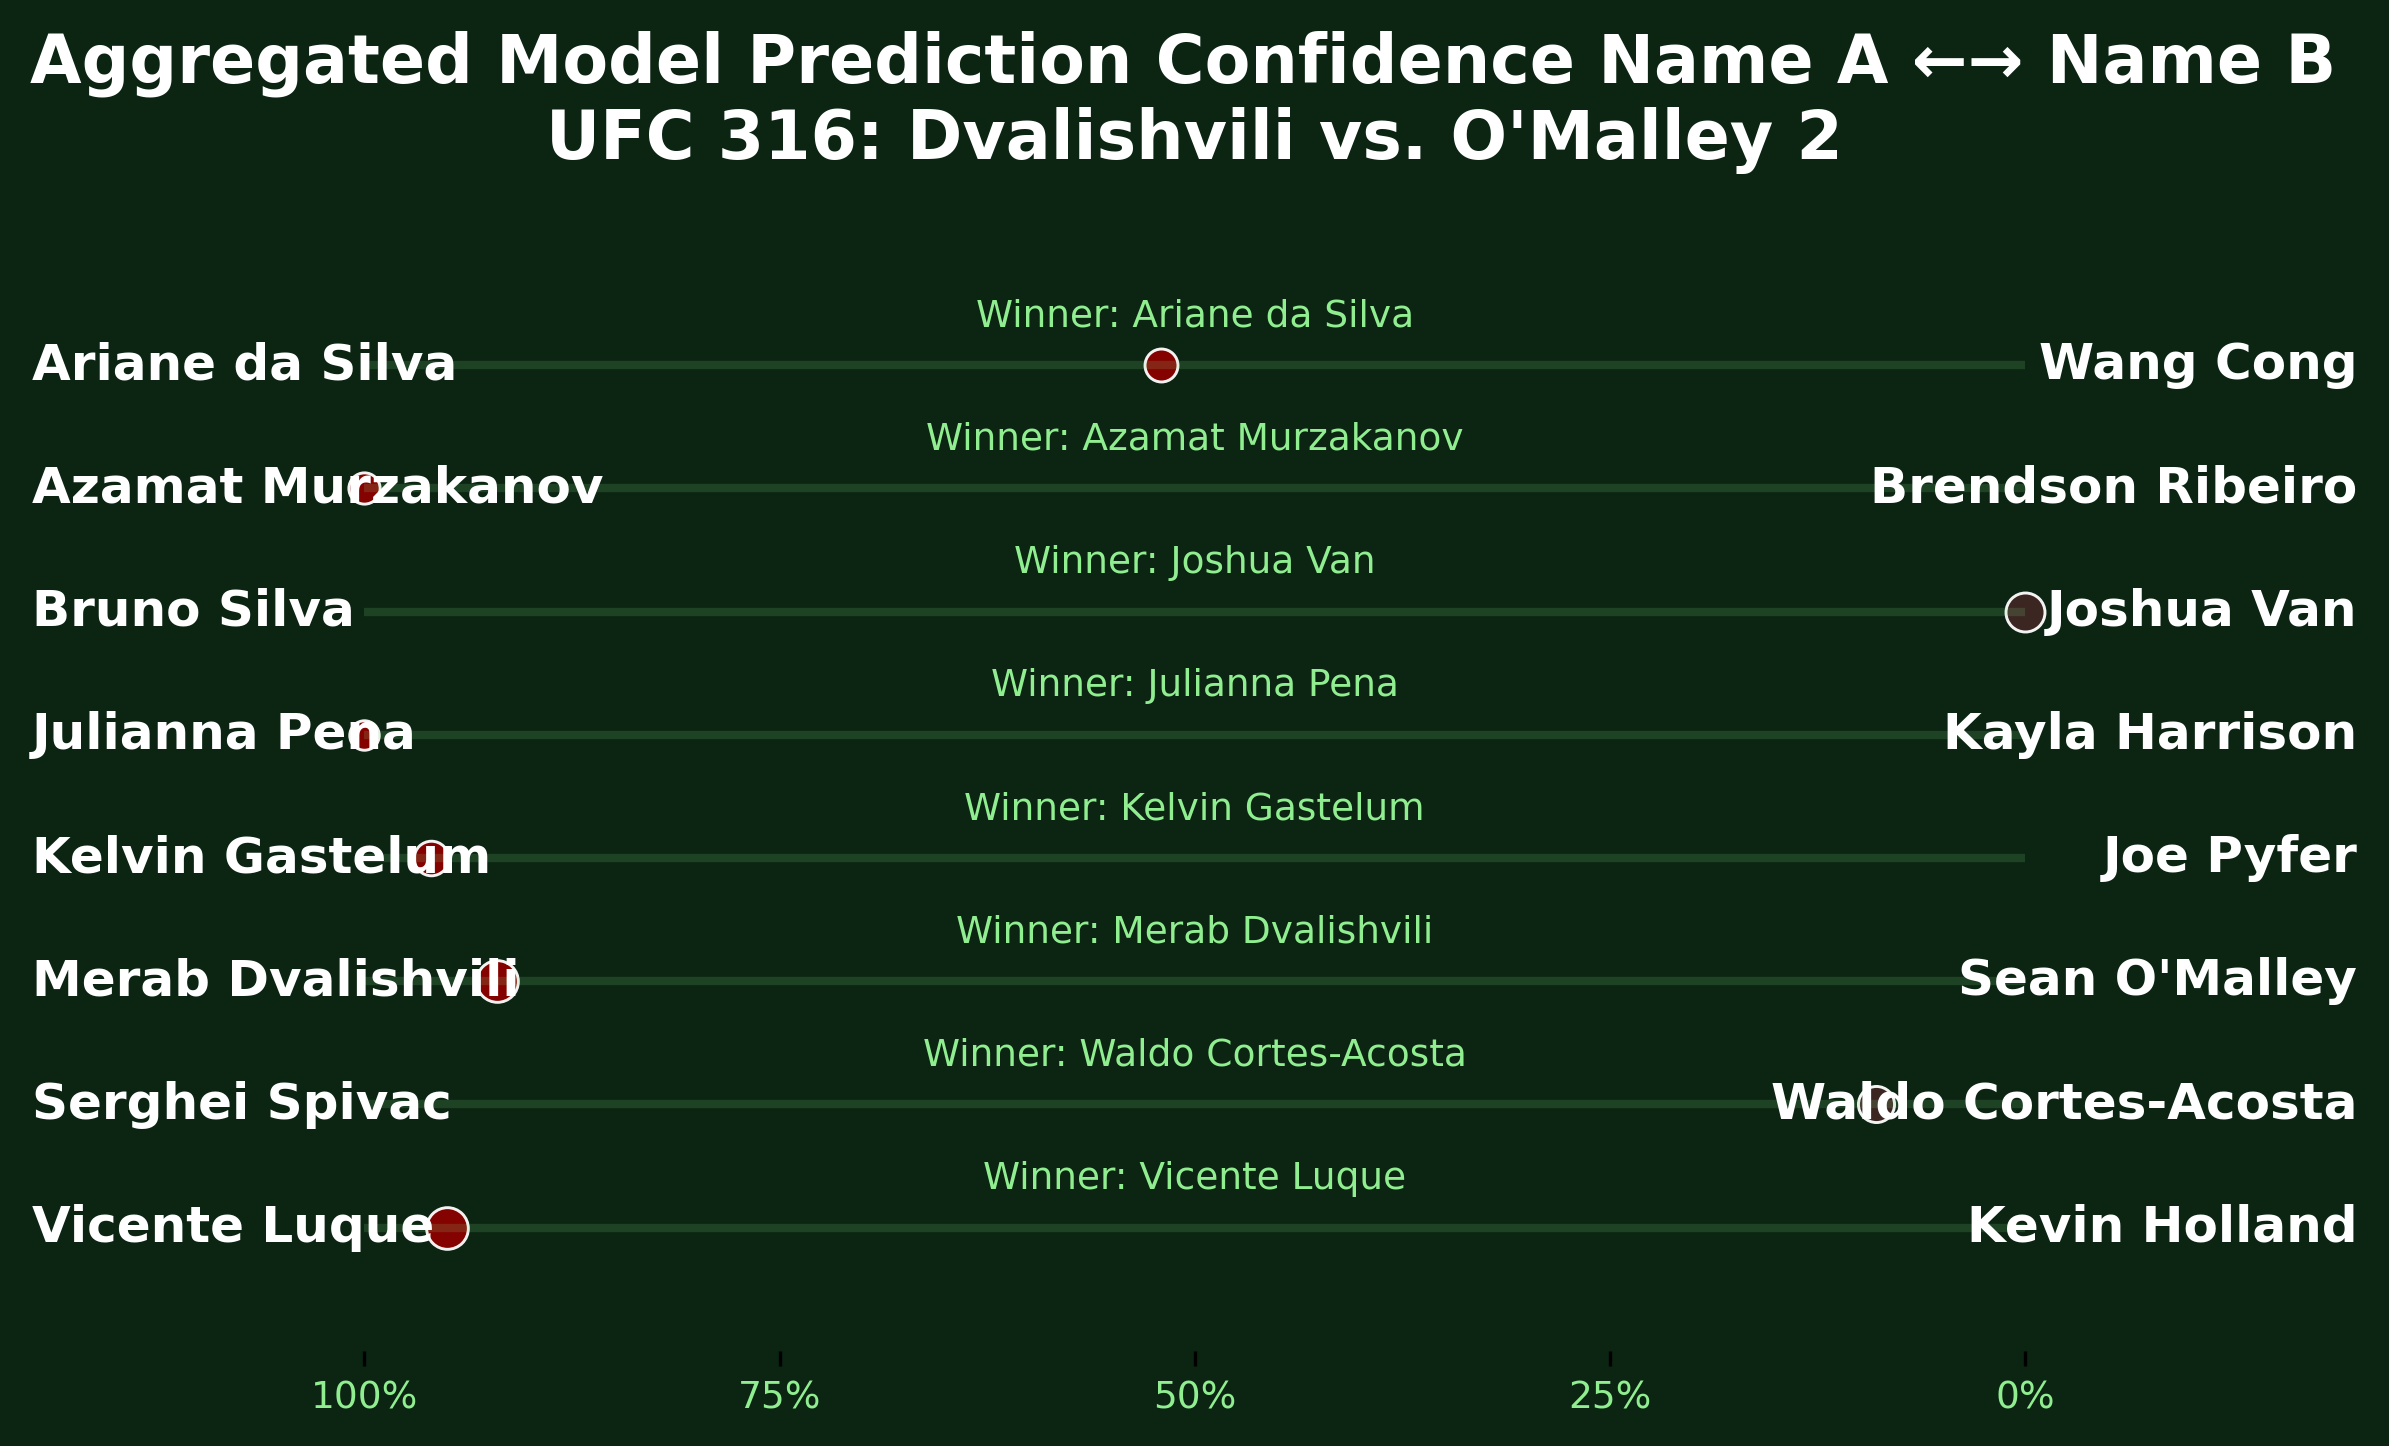 Aggregated Model Prediction Confidence Name A ←→ Name B
UFC 316: Dvalishvili vs. O'Malley 2
Winner: Ariane da Silva
Ariane da Silva Wang Cong
Winner: Azamat Murzakanov
Azamat Murzakanov Brendson Ribeiro
Winner: Joshua Van
Bruno Silva Joshua Van
Winner: Julianna Pena
Julianna Pena Kayla Harrison
Winner: Kelvin Gastelum
Kelvin Gastelum Joe Pyfer
Winner: Merab Dvalishvili
Merab Dvalishvili Sean O'Malley
Winner: Waldo Cortes-Acosta
Serghei Spivac Waldo Cortes-Acosta
Winner: Vicente Luque
Vicente Luque Kevin Holland
100% 75% 50% 25% 0%